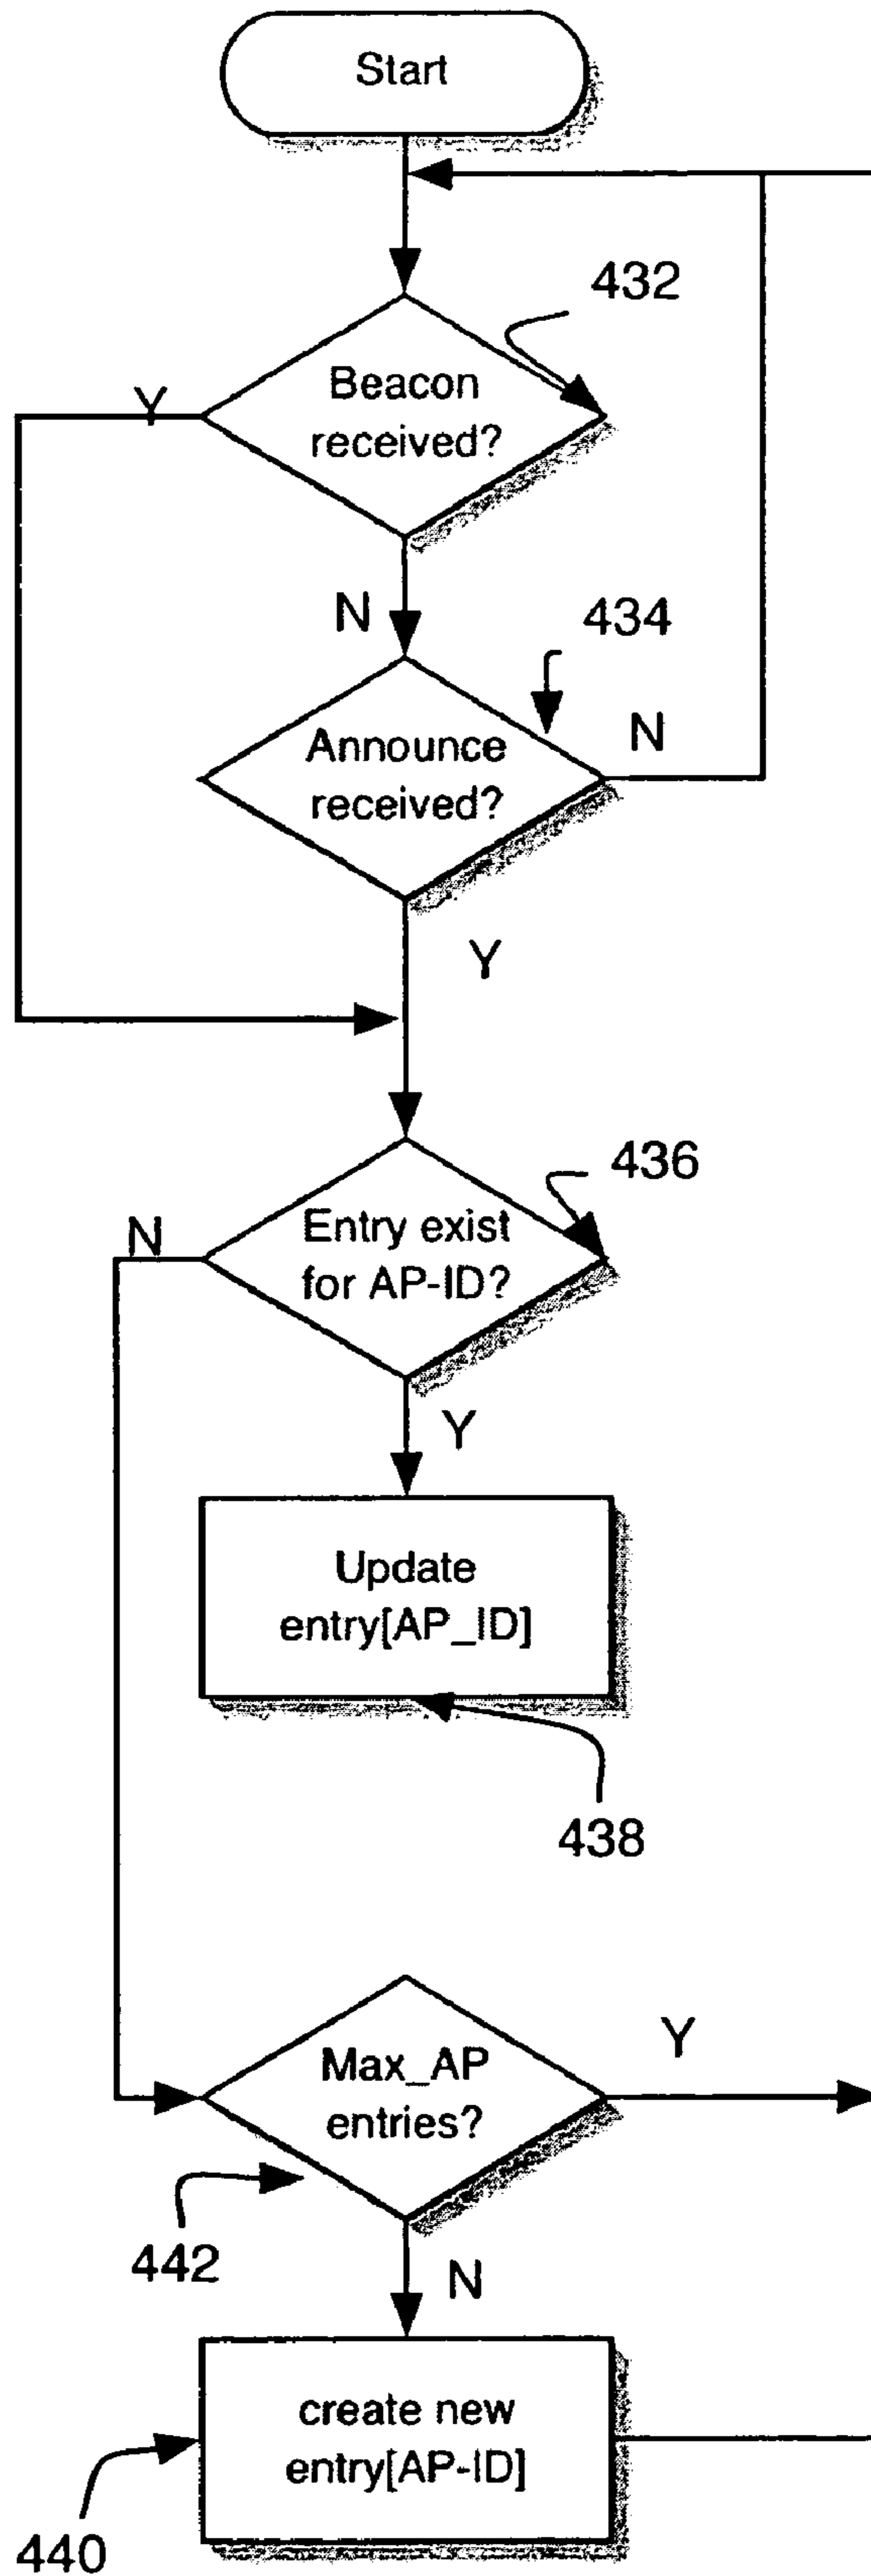 Start
432
Beacon
received?
Y
N
434
Announce
received?
N
Y
436
Entry exist
for AP-ID?
N
Y
Update
entry[AP_ID]
438
Max_AP
entries?
Y
442
N
create new
entry[AP-ID]
440